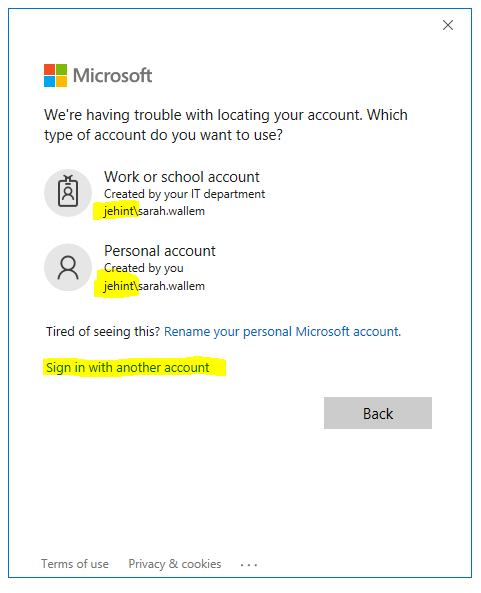 Microsoft
We're having trouble with locating your account. Which
type of account do you want to use?
Work or school account
Created by your IT department
jehint\sarah.wallem
Personal account
Created by you
jehint\sarah.wallem
Tired of seeing this? Rename your personal Microsoft account.
Sign in with another account
Back
Terms of use Privacy & cookies ...